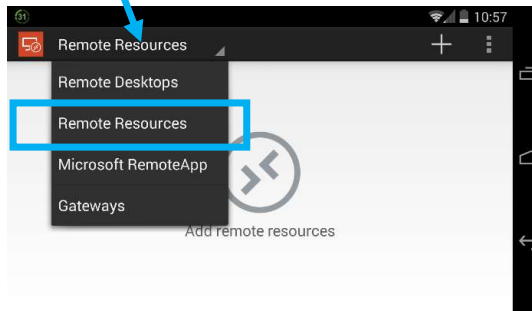 31
10:57
Remote Resources
Remote Desktops
Remote Resources
Microsoft RemoteApp
Gateways
Add remote resources